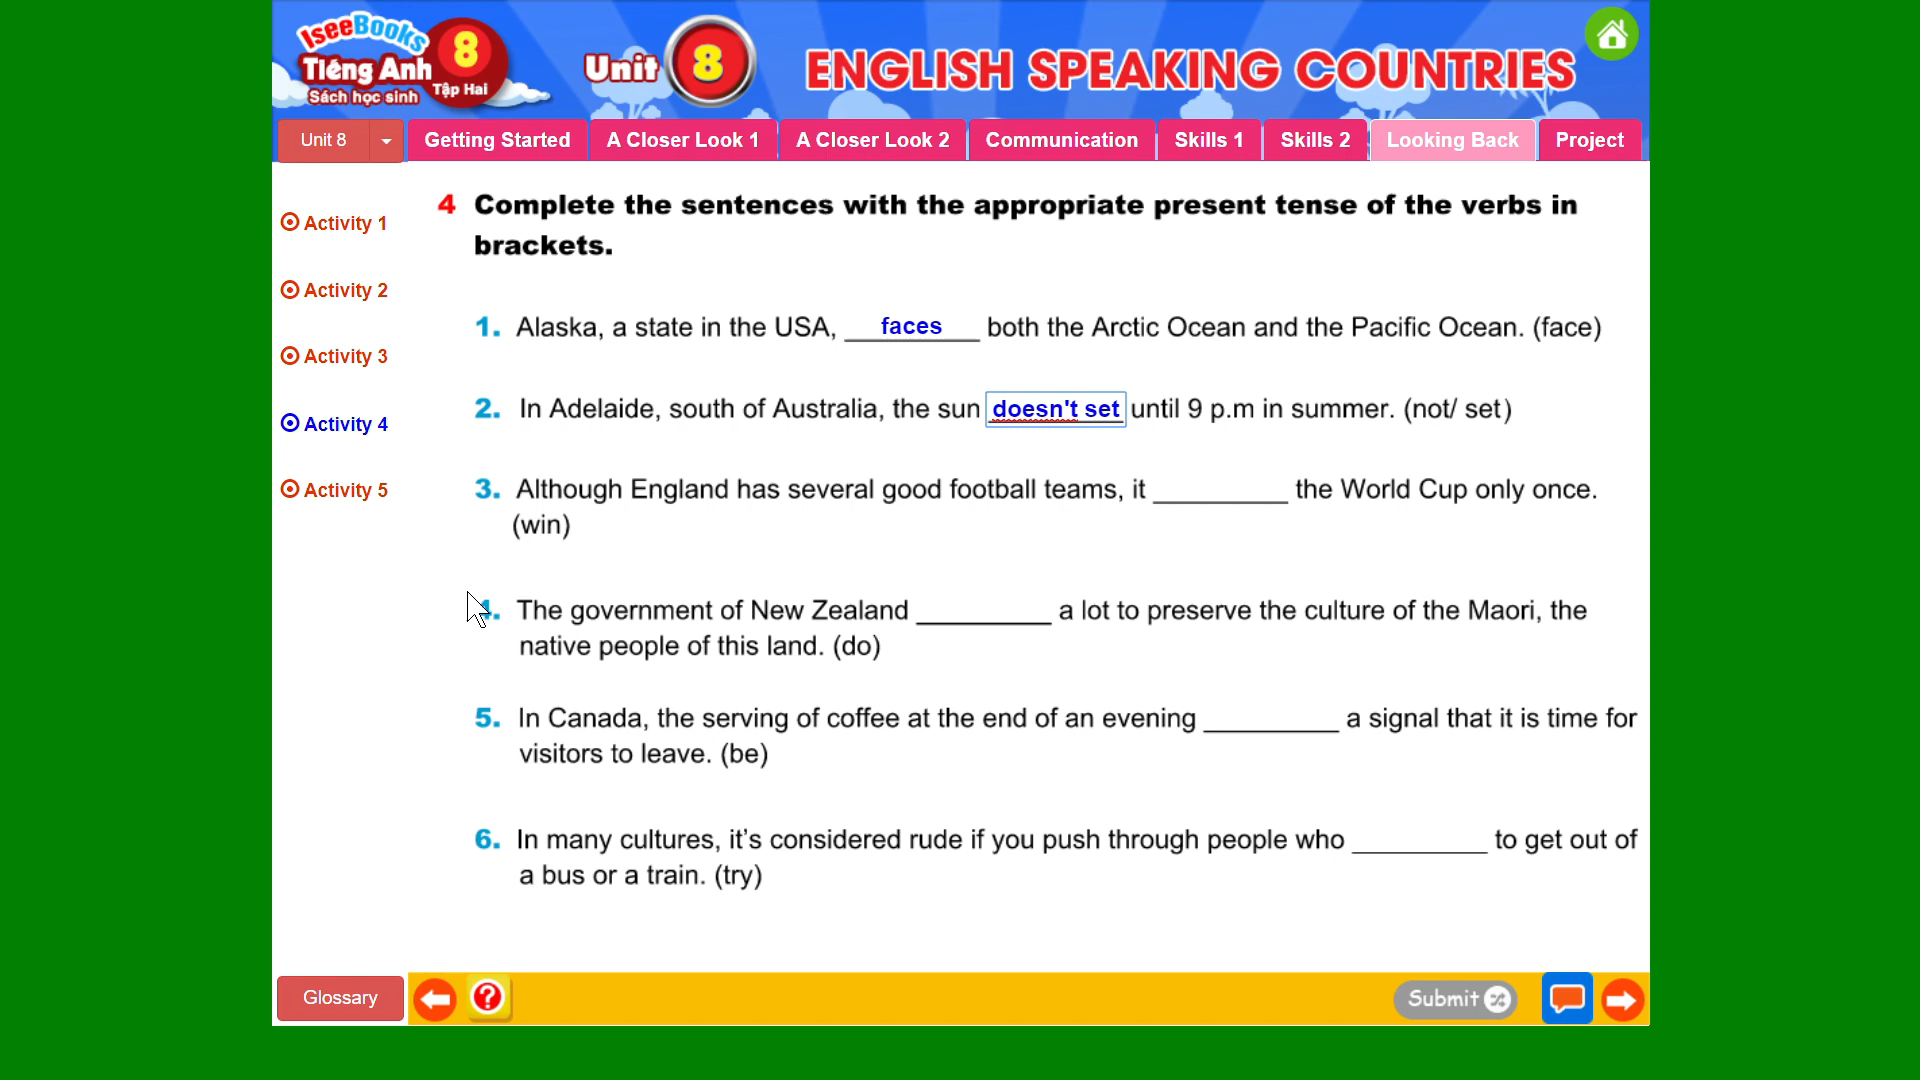 IseeBooks
Tiếng Anh 8
Sách học sinh Tập Hai
Unit 8
ENGLISH SPEAKING COUNTRIES
Unit 8 Getting Started A Closer Look 1 A Closer Look 2 Communication Skills 1 Skills 2 Looking Back Project
Activity 1
Activity 2
Activity 3
Activity 4
Activity 5
4 Complete the sentences with the appropriate present tense of the verbs in
brackets.
1. Alaska, a state in the USA, faces both the Arctic Ocean and the Pacific Ocean. (face)
2. In Adelaide, south of Australia, the sun doesn't set until 9 p.m in summer. (not/ set)
3. Although England has several good football teams, it __________ the World Cup only once.
(win)
4. The government of New Zealand __________ a lot to preserve the culture of the Maori, the
native people of this land. (do)
5. In Canada, the serving of coffee at the end of an evening __________ a signal that it is time for
visitors to leave. (be)
6. In many cultures, it’s considered rude if you push through people who __________ to get out of
a bus or a train. (try)
Glossary
?
Submit